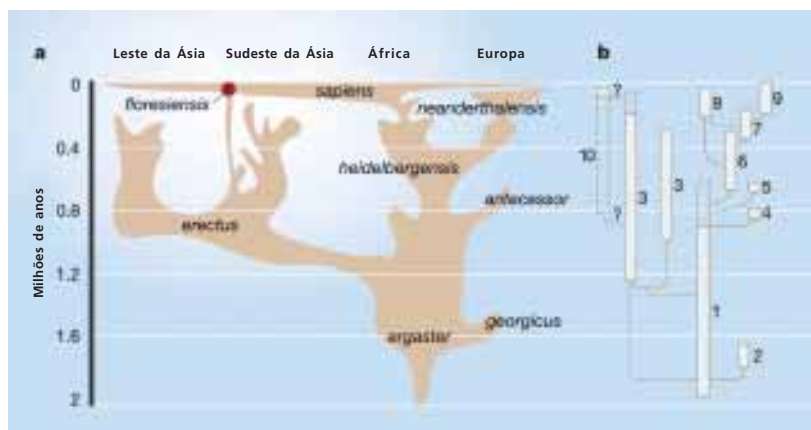 a
Leste da Ásia
Sudeste da Ásia
África
Europa
b
Milhões de anos
0
0.4
0.8
1.2
1.6
2
floresiensis
sapiens
neanderthalensis
heidelbergensis
antecessor
erectus
georgicus
ergaster
?
8
9
7
10
6
3
3
5
4
?
1
2